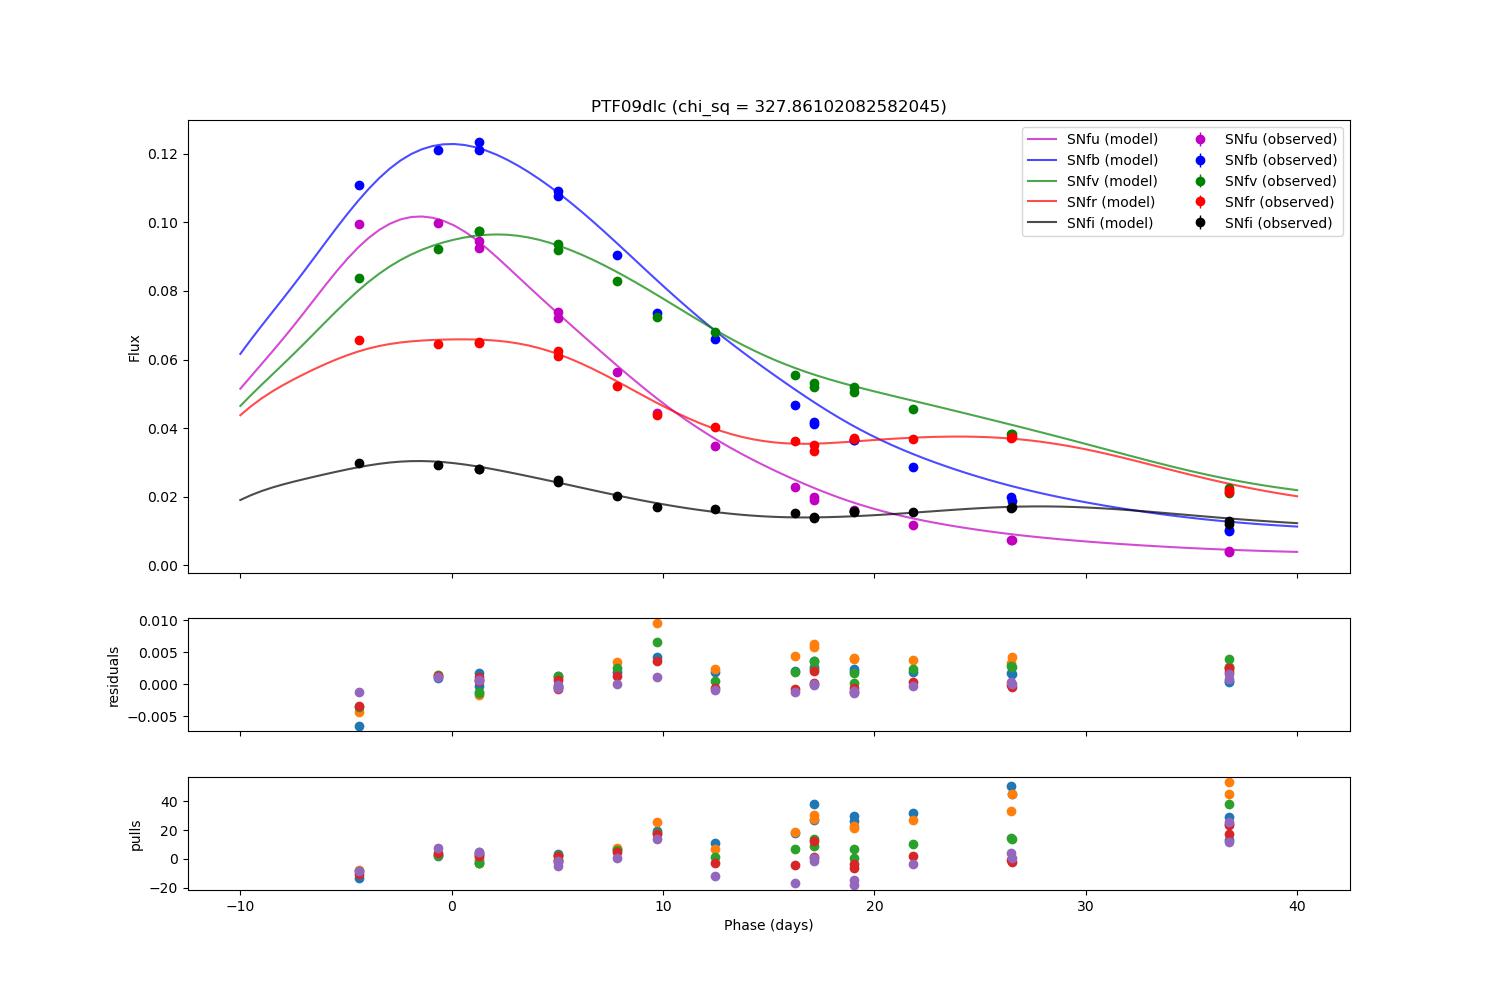 PTF09dlc (chi_sq = 327.86102082582045)
SNfu (model)
SNfb (model)
SNfv (model)
SNfr (model)
SNfi (model)
SNfu (observed)
SNfb (observed)
SNfv (observed)
SNfr (observed)
SNfi (observed)
Flux
0.12
0.10
0.08
0.06
0.04
0.02
0.00
residuals
0.010
0.005
0.000
−0.005
pulls
40
20
0
−20
−10
0
10
20
30
40
Phase (days)